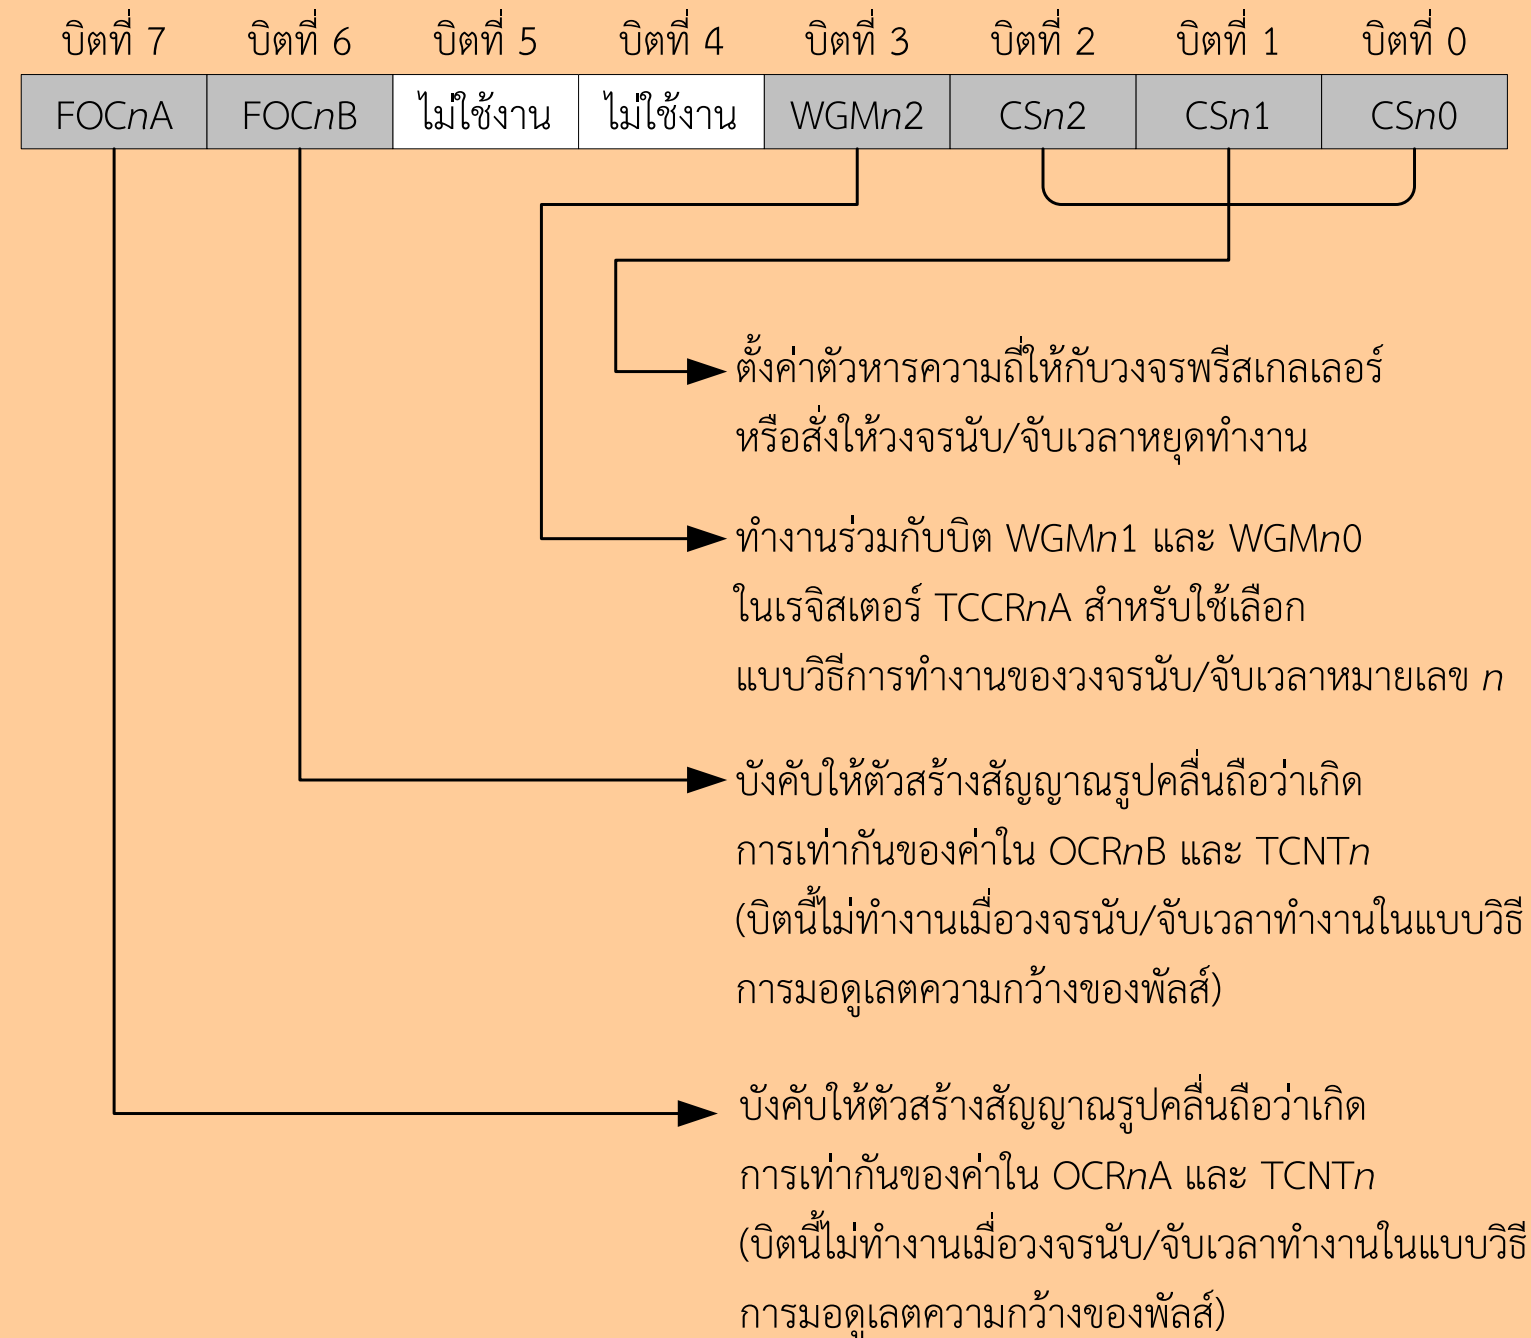 บิตที่ 7 บิตที่ 6 บิตที่ 5 บิตที่ 4 บิตที่ 3 บิตที่ 2 บิตที่ 1 บิตที่ 0
FOCnA FOCnB ไม่ใช้งาน ไม่ใช้งาน WGMn2 CSn2 CSn1 CSn0
ตั้งค่าตัวหารความถี่ให้กับวงจรพรีสเกลเลอร์
หรือสั่งให้วงจรนับ/จับเวลาหยุดทำงาน
ทำงานร่วมกับบิต WGMn1 และ WGMn0
ในเรจิสเตอร์ TCCRnA สำหรับใช้เลือก
แบบวิธีการทำงานของวงจรนับ/จับเวลาหมายเลข n
บังคับให้ตัวสร้างสัญญาณรูปคลื่นถือว่าเกิด
การเท่ากันของค่าใน OCRnB และ TCNTn
(บิตนี้ไม่ทำงานเมื่อวงจรนับ/จับเวลาทำงานในแบบวิธี
การมอดูเลตความกว้างของพัลส์)
บังคับให้ตัวสร้างสัญญาณรูปคลื่นถือว่าเกิด
การเท่ากันของค่าใน OCRnA และ TCNTn
(บิตนี้ไม่ทำงานเมื่อวงจรนับ/จับเวลาทำงานในแบบวิธี
การมอดูเลตความกว้างของพัลส์)